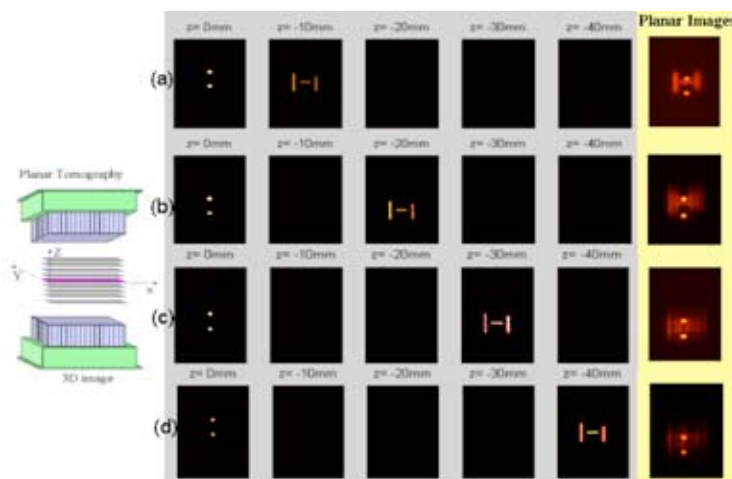 z= 0mm z= -10mm z= -20mm z= -30mm z= -40mm Planar Images
(a)
z= 0mm z= -10mm z= -20mm z= -30mm z= -40mm
Planar Tomography
(b)
z= 0mm z= -10mm z= -20mm z= -30mm z= -40mm
+Z
Y
x
(c)
3D image
z= 0mm z= -10mm z= -20mm z= -30mm z= -40mm
(d)